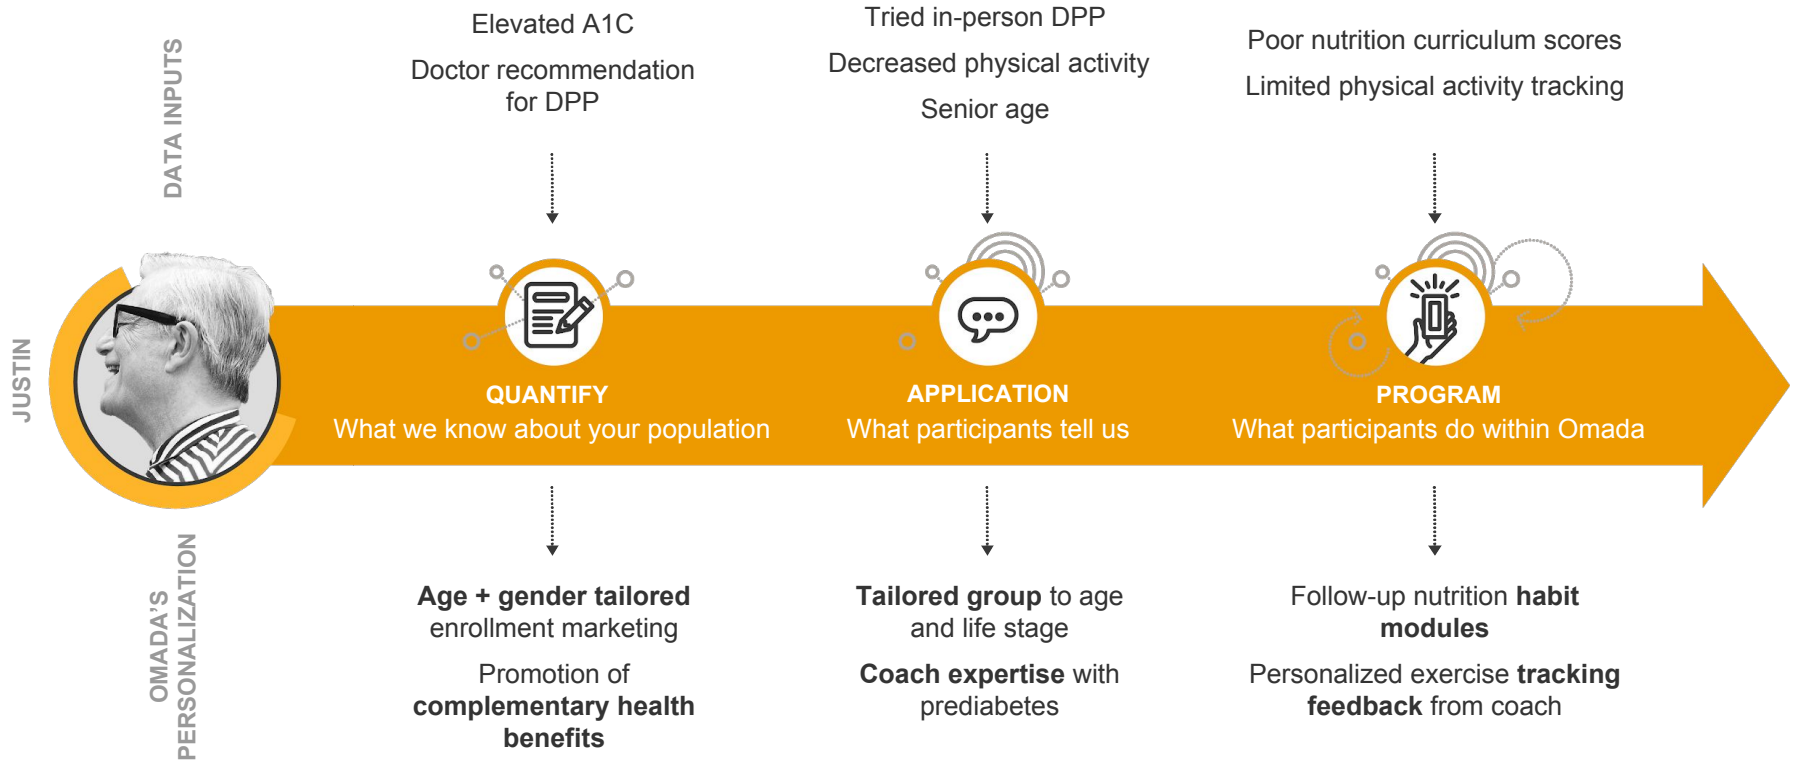 DATA INPUTS
Elevated A1C
Doctor recommendation
for DPP
Tried in-person DPP
Decreased physical activity
Senior age
Poor nutrition curriculum scores
Limited physical activity tracking
JUSTIN
QUANTIFY
What we know about your population
APPLICATION
What participants tell us
PROGRAM
What participants do within Omada
OMADA'S
PERSONALIZATION
Age + gender tailored
enrollment marketing
Promotion of
complementary health
benefits
Tailored group to age
and life stage
Coach expertise with
prediabetes
Follow-up nutrition habit
modules
Personalized exercise tracking
feedback from coach